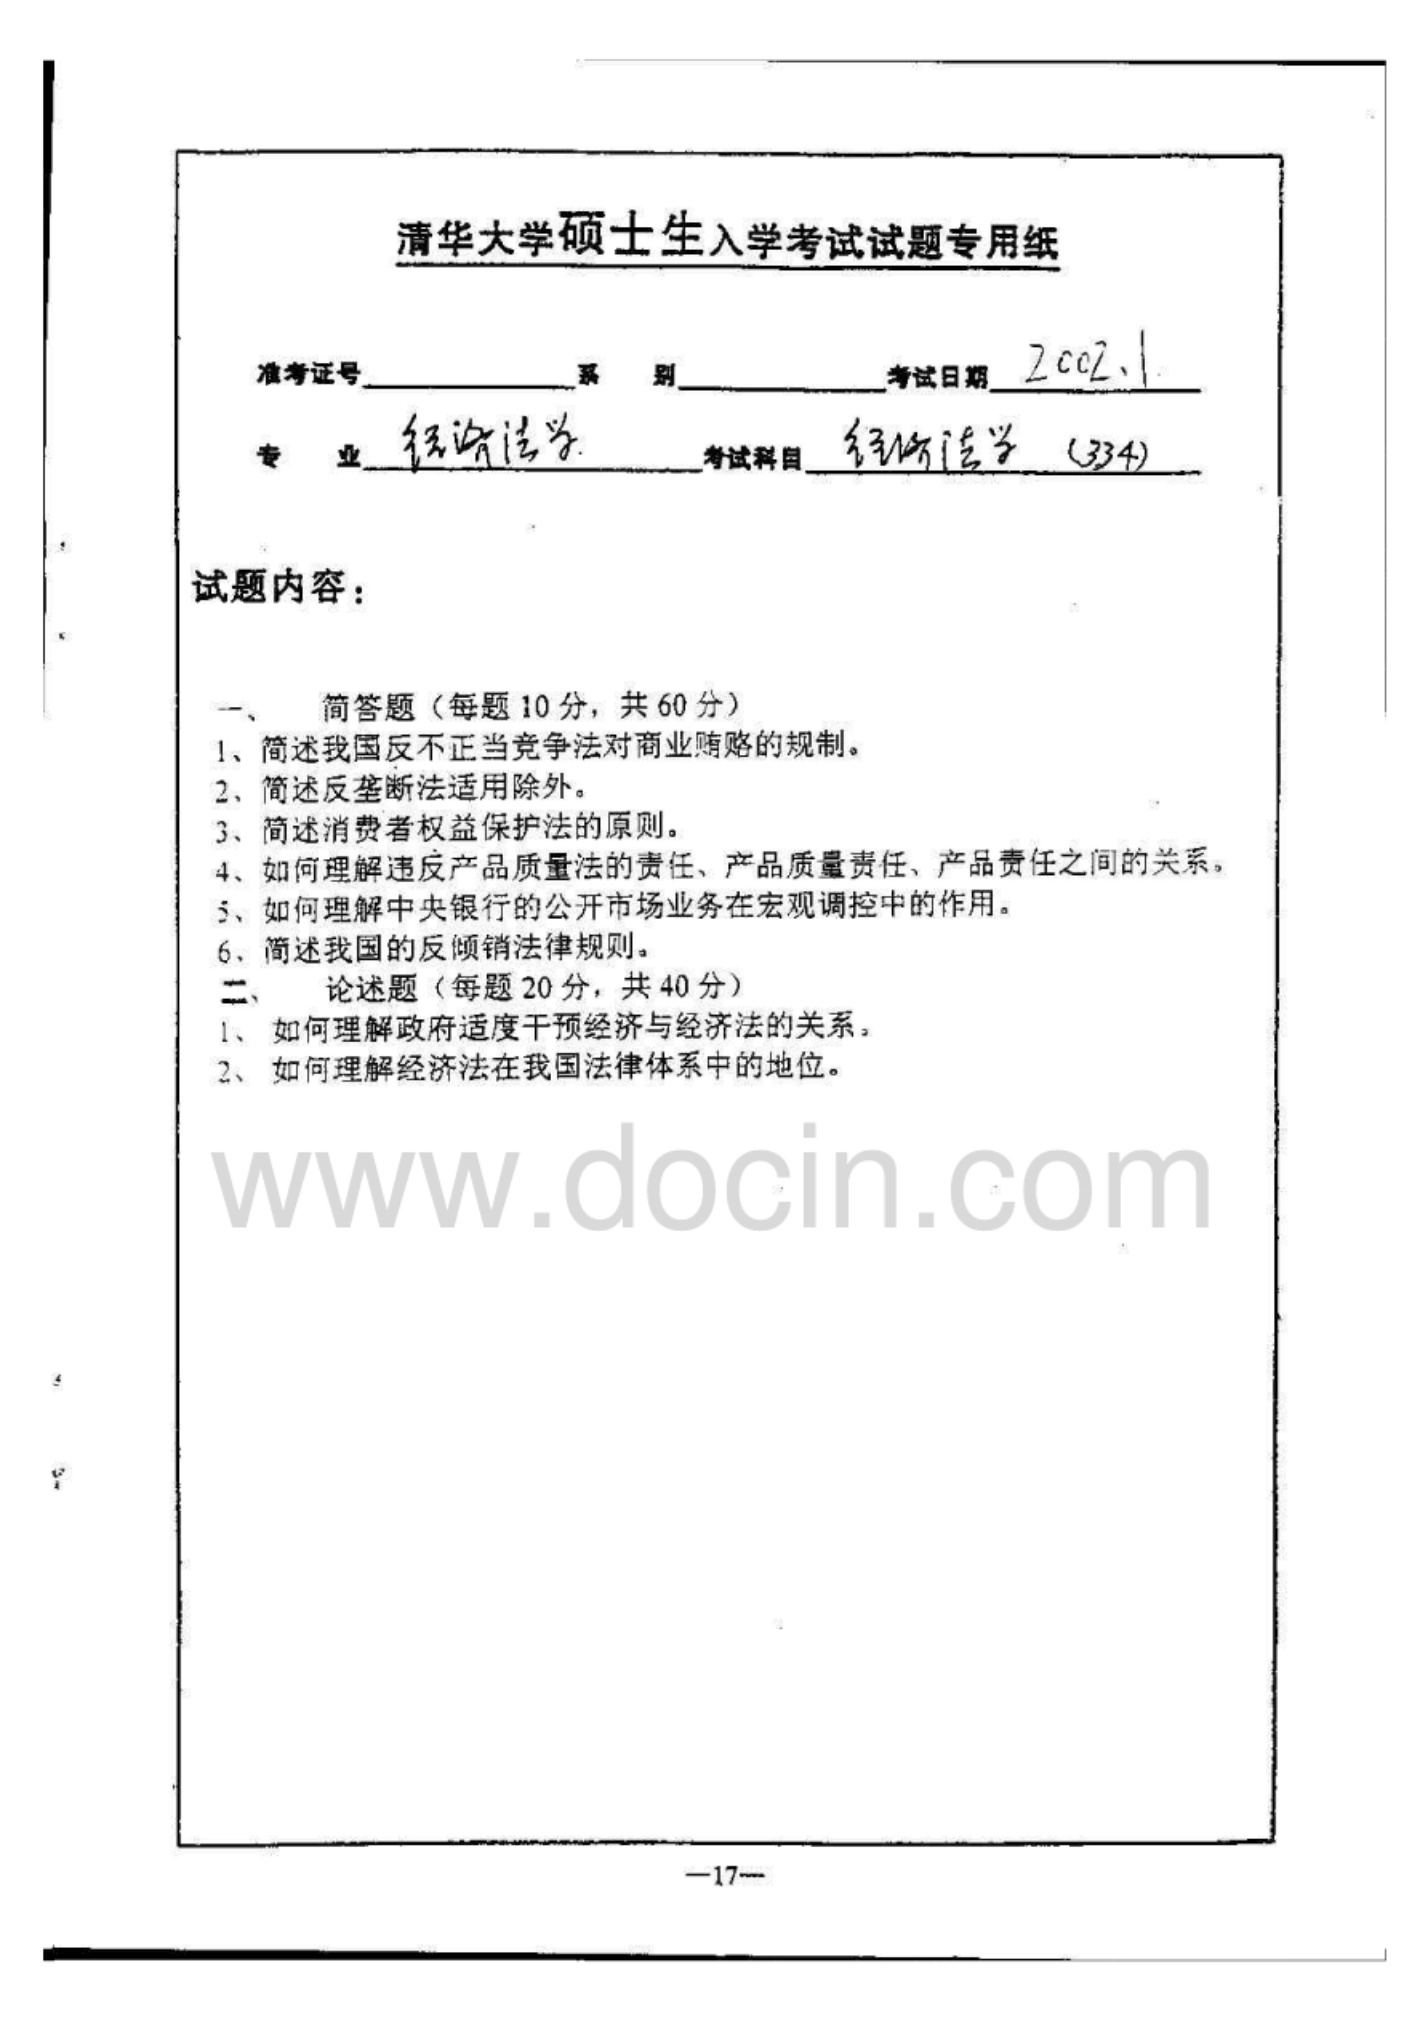 清华大学硕士生入学考试试题专用纸
准考证号 系 别 考试日期 2002.1
专 业 经济法学 考试科目 经济法学 (334)
试题内容：
一、 简答题（每题 10 分，共 60 分）
1、简述我国反不正当竞争法对商业贿赂的规制。
2、简述反垄断法适用除外。
3、简述消费者权益保护法的原则。
4、如何理解违反产品质量法的责任、产品质量责任、产品责任之间的关系。
5、如何理解中央银行的公开市场业务在宏观调控中的作用。
6、简述我国的反倾销法律规则。
二、 论述题（每题 20 分，共 40 分）
1、 如何理解政府适度干预经济与经济法的关系。
2、 如何理解经济法在我国法律体系中的地位。
www.docin.com
—17—